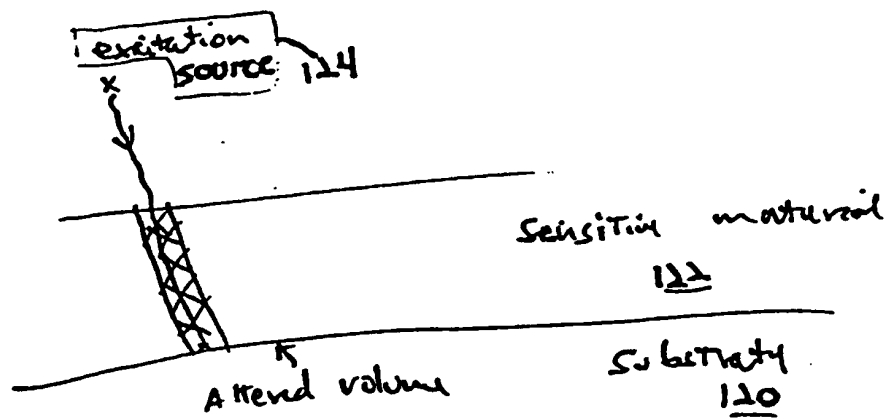 excitation
source 124
x
Sensitive material
122
Altered volume
Substrate
120